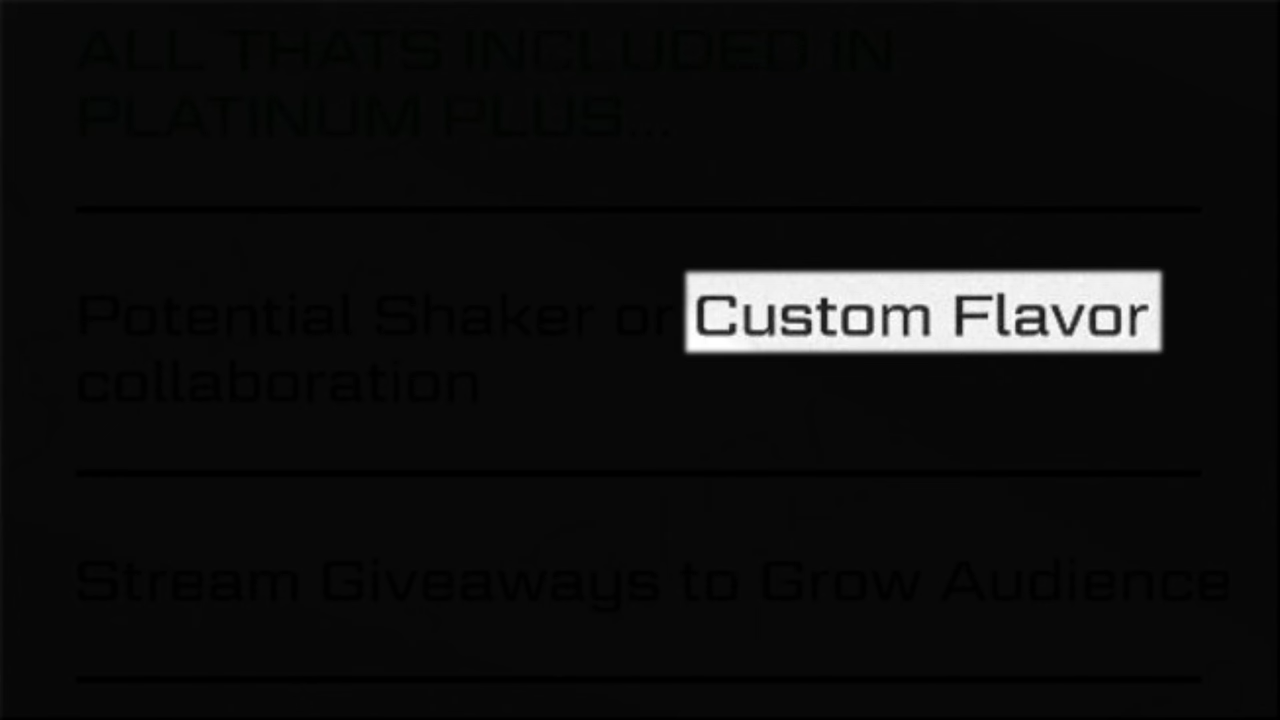 ALL THATS INCLUDED IN
PLATINUM PLUS...
Potential Shaker or Custom Flavor
collaboration
Stream Giveaways to Grow Audience